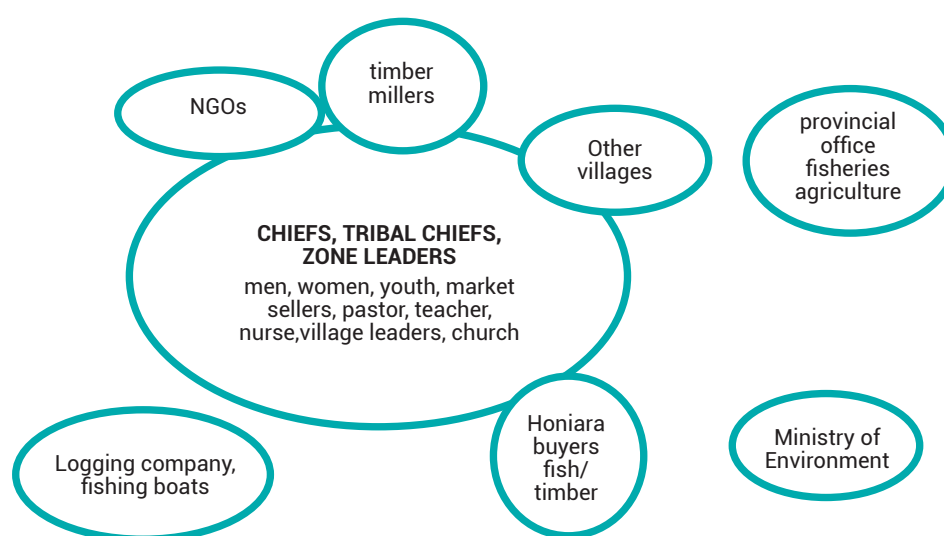 timber
millers
NGOs
Other
villages
provincial
office
fisheries
agriculture
CHIEFS, TRIBAL CHIEFS,
ZONE LEADERS
men, women, youth, market
sellers, pastor, teacher,
nurse,village leaders, church
Honiara
buyers
fish/
timber
Logging company,
fishing boats
Ministry of
Environment